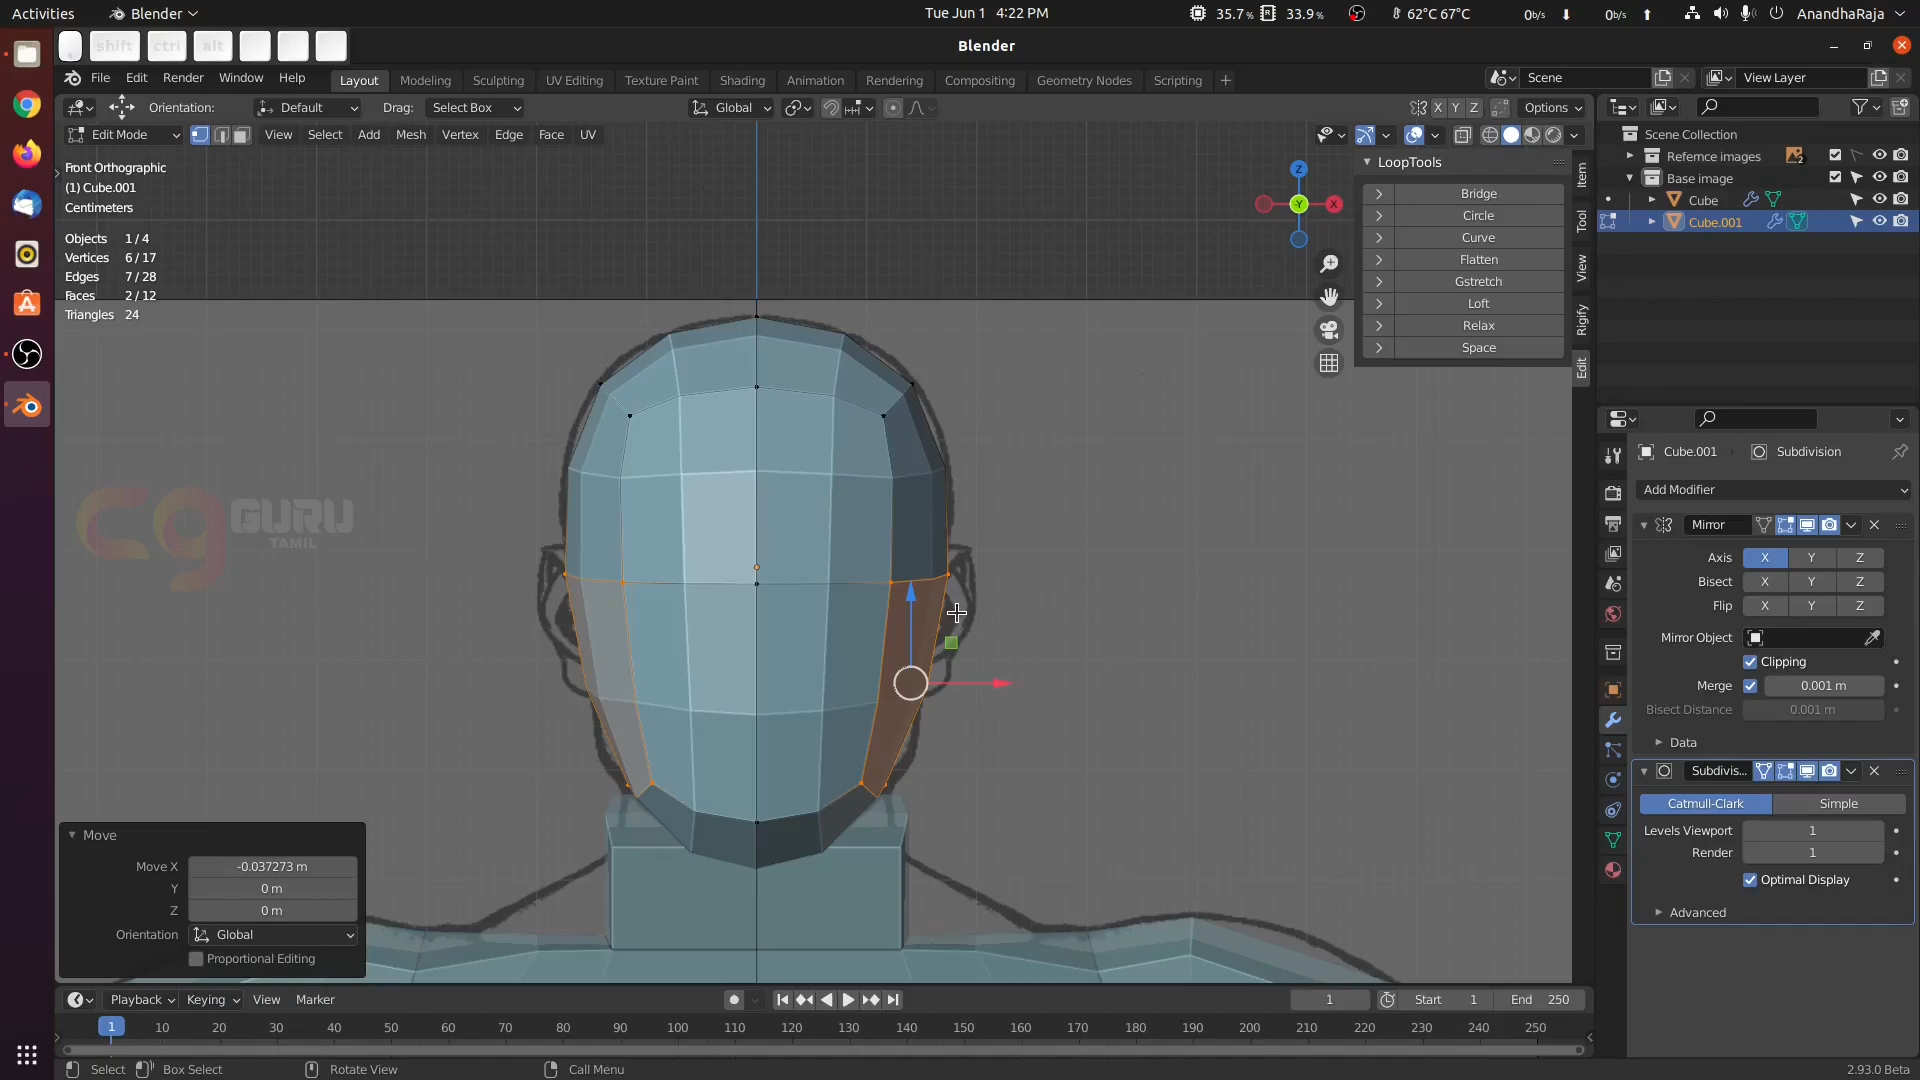 Activities
Blender
Tue Jun 1 4:22 PM
35.7%
33.9%
62°C 67°C
0b/s
0b/s
AnandhaRaja
shift
ctrl
alt
Blender
File Edit Render Window Help
Layout Modeling Sculpting UV Editing Texture Paint Shading Animation Rendering Compositing Geometry Nodes Scripting +
Scene
View Layer
Orientation:
Default
Drag:
Select Box
Global
X Y Z
Options
Edit Mode
View Select Add Mesh Vertex Edge Face UV
Front Orthographic
(1) Cube.001
Centimeters
Objects 1 / 4
Vertices 6 / 17
Edges 7 / 28
Faces 2 / 12
Triangles 24
Z
Y
X
LoopTools
Bridge
Circle
Curve
Flatten
Gstretch
Loft
Relax
Space
Item
Tool
View
Rigify
Edit
Scene Collection
Refernce images
2
Base image
Cube
Cube.001
Cube.001
Subdivision
Add Modifier
Mirror
Axis X Y Z
Bisect X Y Z
Flip X Y Z
Mirror Object
Clipping
Merge 0.001 m
Bisect Distance 0.001 m
Data
Subdivis...
Catmull-Clark Simple
Levels Viewport 1
Render 1
Optimal Display
Advanced
Cg GURU
TAMIL
Move
Move X -0.037273 m
Y 0 m
Z 0 m
Orientation Global
Proportional Editing
Playback Keying View Marker
1
Start 1
End 250
1 10 20 30 40 50 60 70 80 90 100 110 120 130 140 150 160 170 180 190 200 210 220 230 240 250
Select
Box Select
Rotate View
Call Menu
2.93.0 Beta